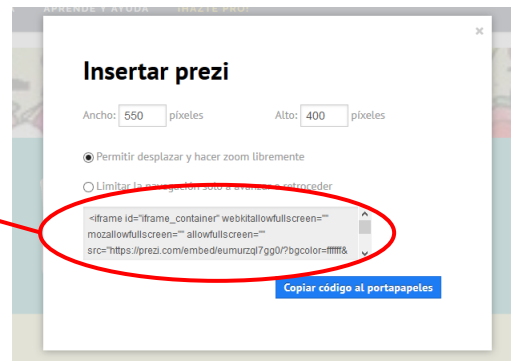 APRENDE Y AYUDA ¡HAZTE PRO!
×
Insertar prezi
Ancho: 550 píxeles Alto: 400 píxeles
Permitir desplazar y hacer zoom libremente
Limitar la navegación solo a avanzar o retroceder
<iframe id="iframe_container" webkitallowfullscreen=""
mozallowfullscreen="" allowfullscreen=""
src="https://prezi.com/embed/eumurzql7gg0/?bgcolor=ffffff&
Copiar código al portapapeles